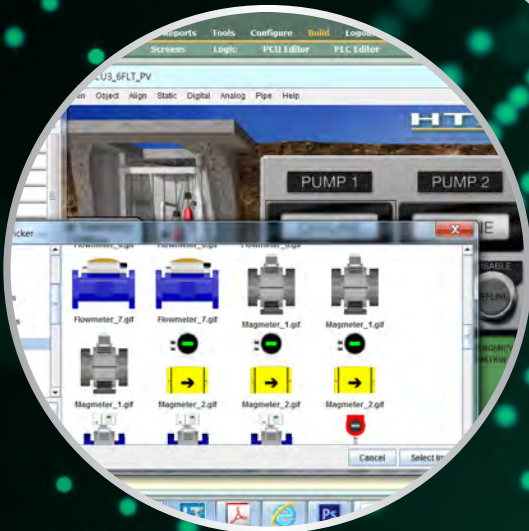 Reports Tools Configure Build Logout
Screens Logic PCU Editor PLC Editor
CU3_6FLT_PV
Object Align Static Digital Analog Pipe Help
HT
PUMP 1
PUMP 2
Flowmeter_7.gif Flowmeter_7.gif Magmeter_1.gif Magmeter_1.gif
Magmeter_1.gif Magmeter_2.gif Magmeter_2.gif Magmeter_2.gif
Cancel Select
Ps